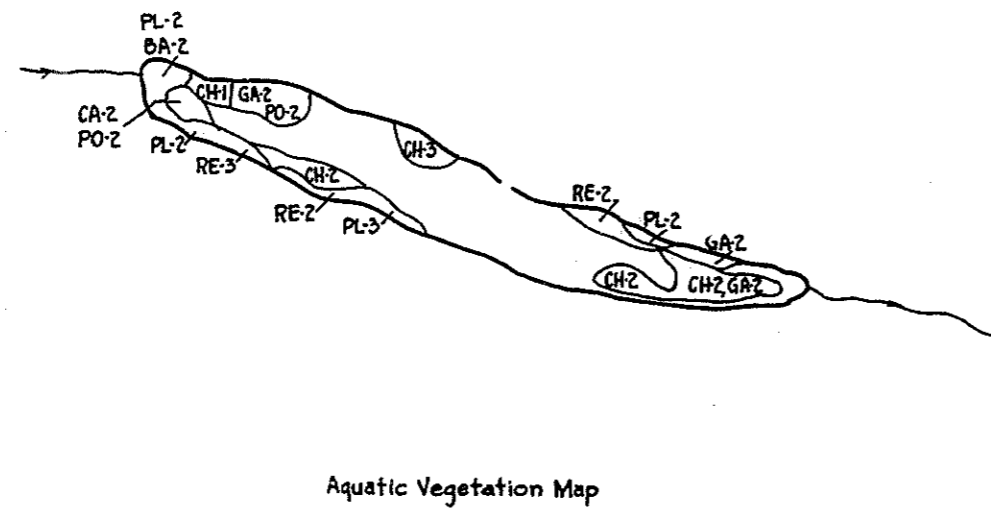 PL-2
BA-2
CH-1
GA-2
PO-2
CA-2
PO-2
PL-2
RE-3
CH-2
RE-2
PL-3
CH-3
RE-2
PL-2
GA-2
CH-2
CH-2, GA-2
Aquatic Vegetation Map